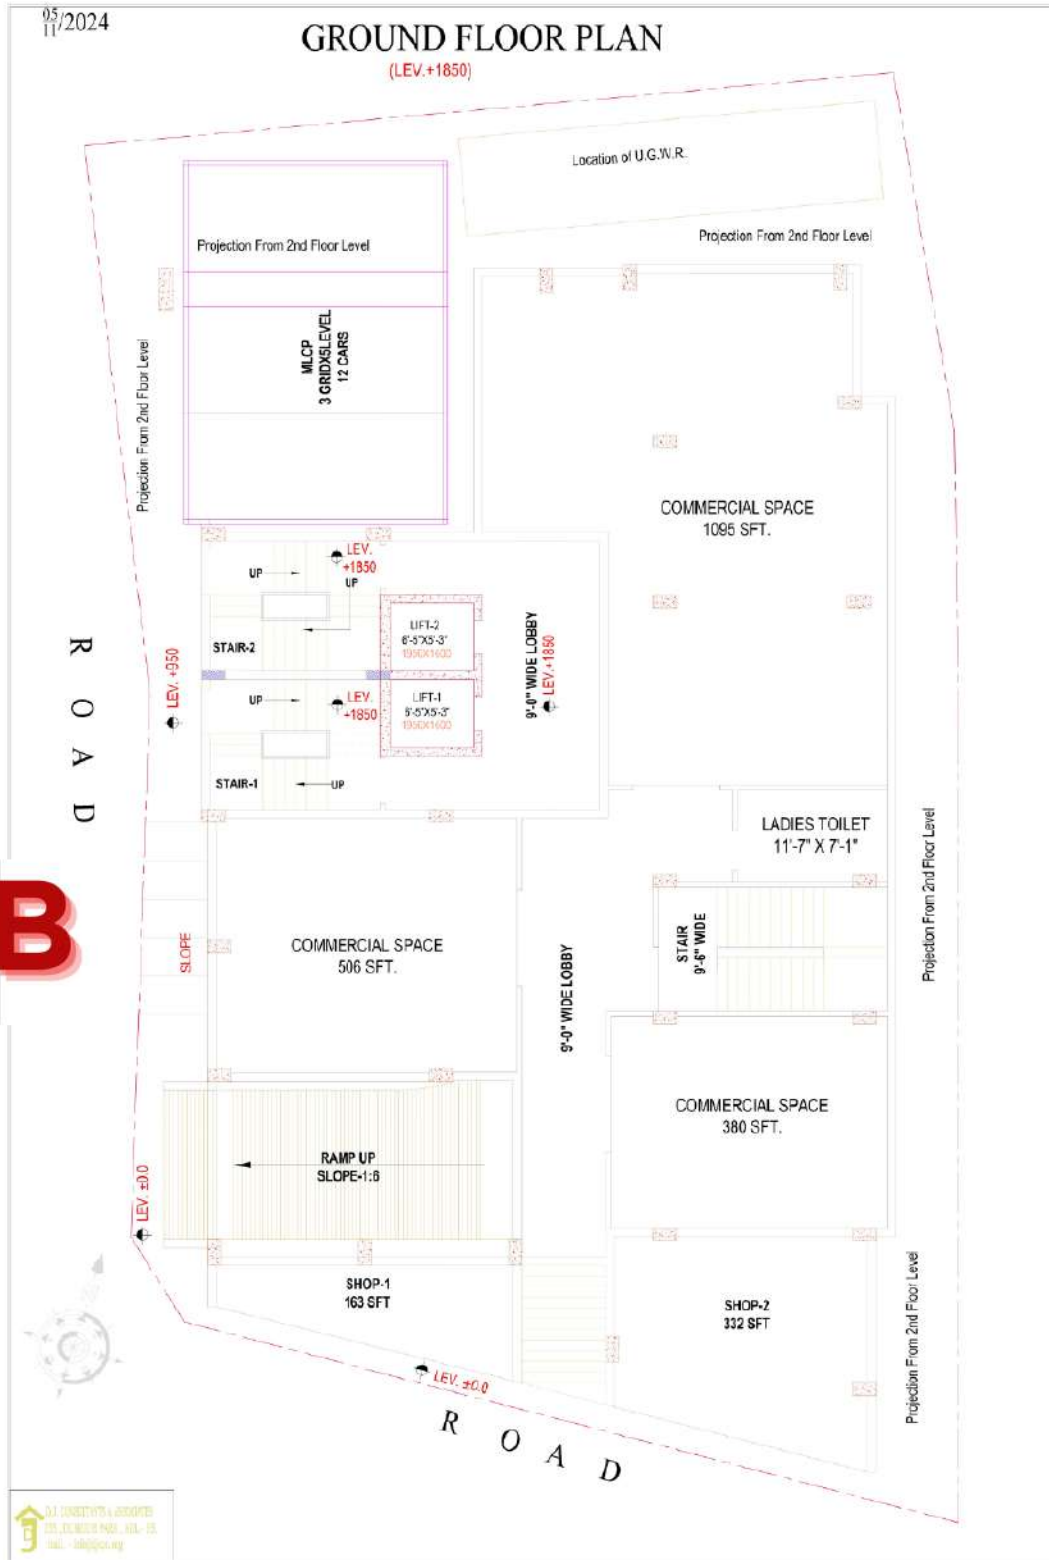 05
11/2024
GROUND FLOOR PLAN
(LEV.+1850)
Location of U.G.W.R.
Projection From 2nd Floor Level
Projection From 2nd Floor Level
MLCP
3 GRIDX5LEVEL
12 CARS
Projection From 2nd Floor Level
COMMERCIAL SPACE
1095 SFT.
LEV.
+1850
UP
UP
LIFT-2
6'-5"X5'-3"
1950X1600
STAIR-2
9'-0" WIDE LOBBY
LEV.+1850
ROAD
LEV. +950
UP
LEV.
+1850
LIFT-1
6'-5"X5'-3"
1950X1600
STAIR-1
UP
LADIES TOILET
11'-7" X 7'-1"
Projection From 2nd Floor Level
B
SLOPE
COMMERCIAL SPACE
506 SFT.
STAIR
9'-6" WIDE
9'-0" WIDE LOBBY
COMMERCIAL SPACE
380 SFT.
RAMP UP
SLOPE-1:6
LEV. ±0.0
SHOP-1
163 SFT
SHOP-2
332 SFT
Projection From 2nd Floor Level
LEV. ±0.0
ROAD